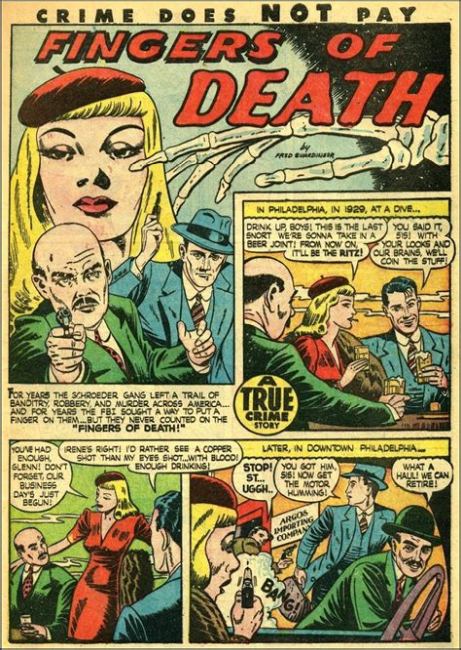 CRIME DOES NOT PAY
FINGERS OF
DEATH
by
FRED GUARDINEER
IN PHILADELPHIA, IN 1929, AT A DIVE...
DRINK UP, BOYS! THIS IS THE LAST
SNORT WE'RE GONNA TAKE IN A
BEER JOINT! FROM NOW ON,
IT'LL BE THE RITZ!
YOU SAID IT,
SIS! WITH
YOUR LOOKS AND
OUR BRAINS, WE'LL
COIN THE STUFF!
A
TRUE
CRIME
STORY
FOR YEARS THE SCHROEDER GANG LEFT A TRAIL OF
BANDITRY, ROBBERY, AND MURDER ACROSS AMERICA...
AND FOR YEARS THE FBI SOUGHT A WAY TO PUT A
FINGER ON THEM...BUT THEY NEVER COUNTED ON THE
"FINGERS OF DEATH!"
YOU'VE HAD
ENOUGH,
GLENN! DON'T
FORGET, OUR
BUSINESS
DAY'S JUST
BEGUN!
IRENE'S RIGHT! I'D RATHER SEE A COPPER
SHOT THAN MY EYES SHOT...WITH BLOOD!
ENOUGH DRINKING!
LATER, IN DOWNTOWN PHILADELPHIA...
STOP!
ST...
UGGH..
YOU GOT HIM,
SIS! NOW GET
THE MOTOR
HUMMING!
WHAT A
HAUL! WE CAN
RETIRE!
ARGOS
IMPORTING
COMPANY
BANG!